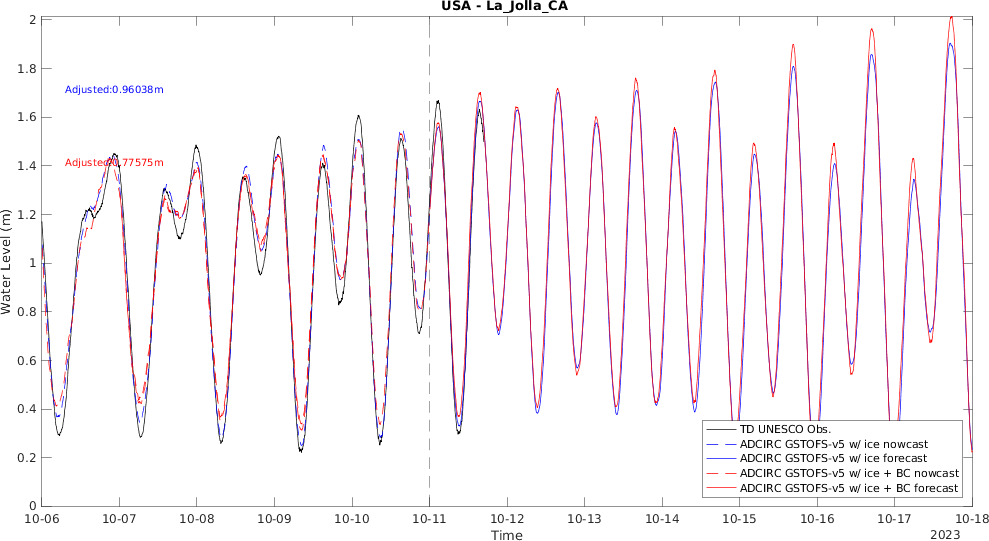 USA - La_Jolla_CA
2
1.8
1.6
1.4
1.2
1
0.8
0.6
0.4
0.2
0
Water Level (m)
Adjusted:0.96038m
Adjusted:0.77575m
TD UNESCO Obs.
ADCIRC GSTOFS-v5 w/ ice nowcast
ADCIRC GSTOFS-v5 w/ ice forecast
ADCIRC GSTOFS-v5 w/ ice + BC nowcast
ADCIRC GSTOFS-v5 w/ ice + BC forecast
10-06 10-07 10-08 10-09 10-10 10-11 10-12 10-13 10-14 10-15 10-16 10-17 10-18
Time
2023